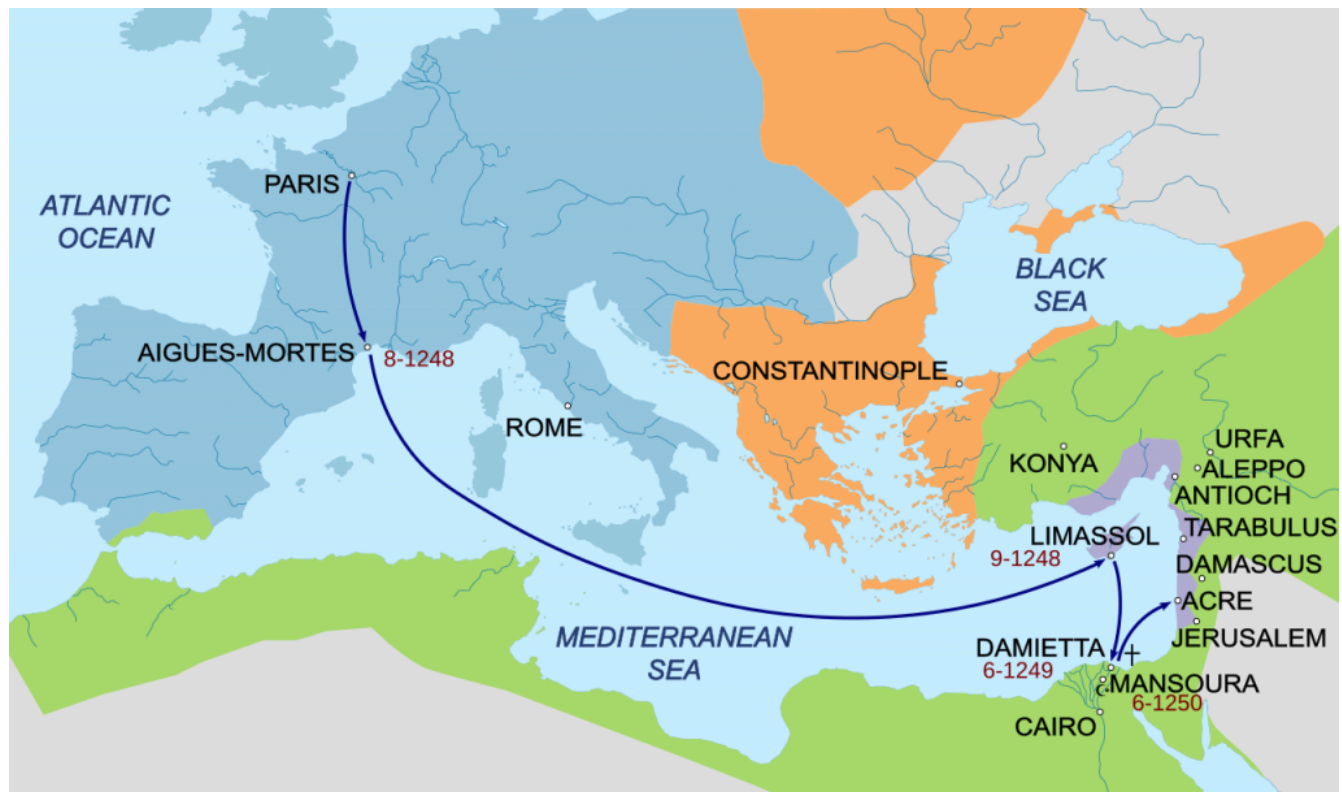 PARIS
ATLANTIC
OCEAN
BLACK
SEA
AIGUES-MORTES
8-1248
CONSTANTINOPLE
ROME
URFA
KONYA
ALEPPO
ANTIOCH
TARABULUS
LIMASSOL
9-1248
DAMASCUS
ACRE
MEDITERRANEAN
SEA
JERUSALEM
DAMIETTA
6-1249
MANSOURA
6-1250
CAIRO